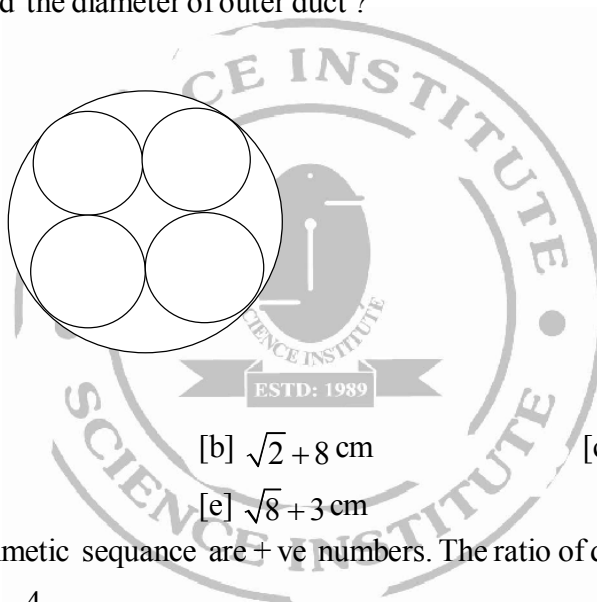 d the diameter of outer duct ?
SCIENCE INSTITUTE
SCIENCE INSTITUTE
ESTD: 1989
[b] √2 + 8 cm
[e] √8 + 3 cm
SCIENCE INSTITUTE
metic sequance are + ve numbers. The ratio of
4